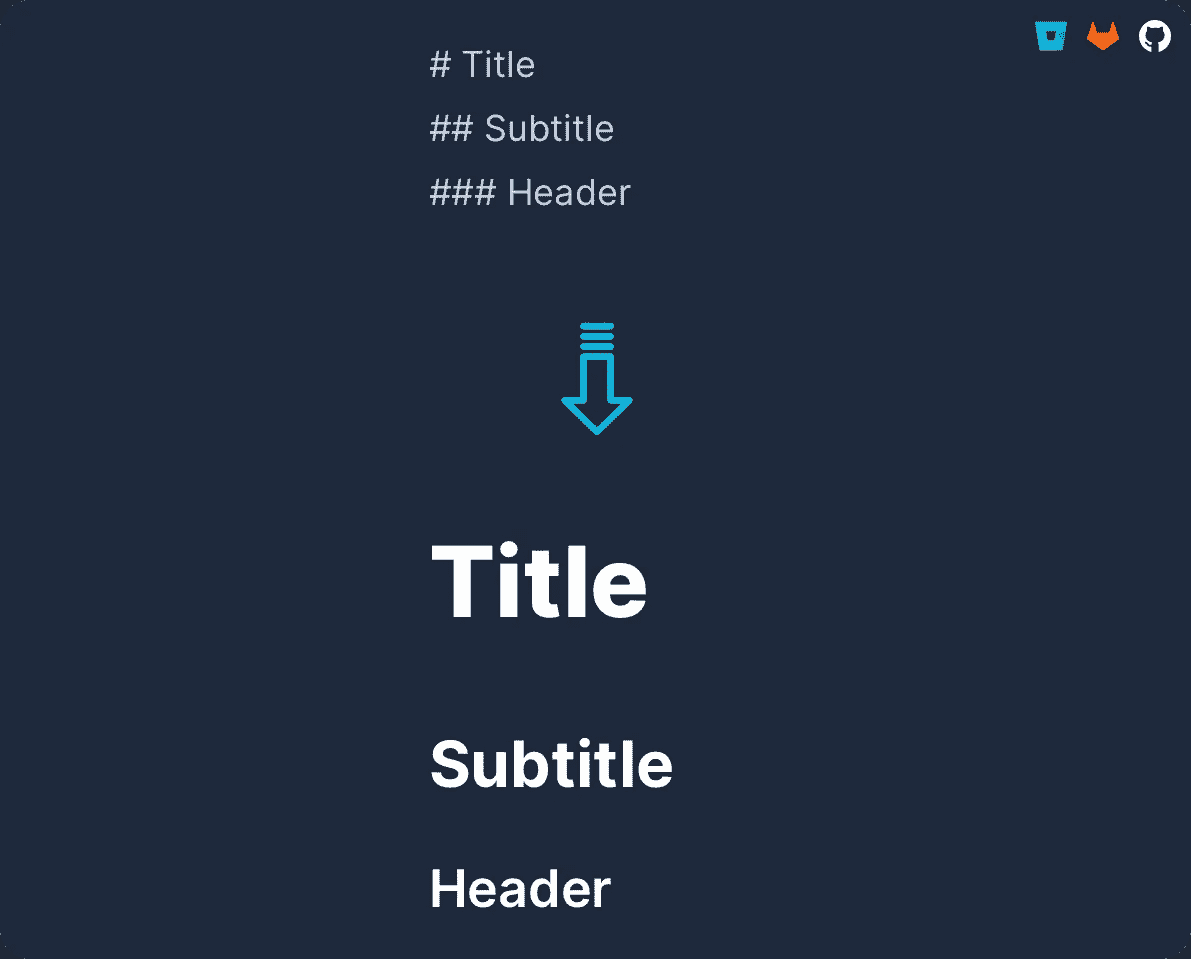 # Title
## Subtitle
### Header
Title
Subtitle
Header